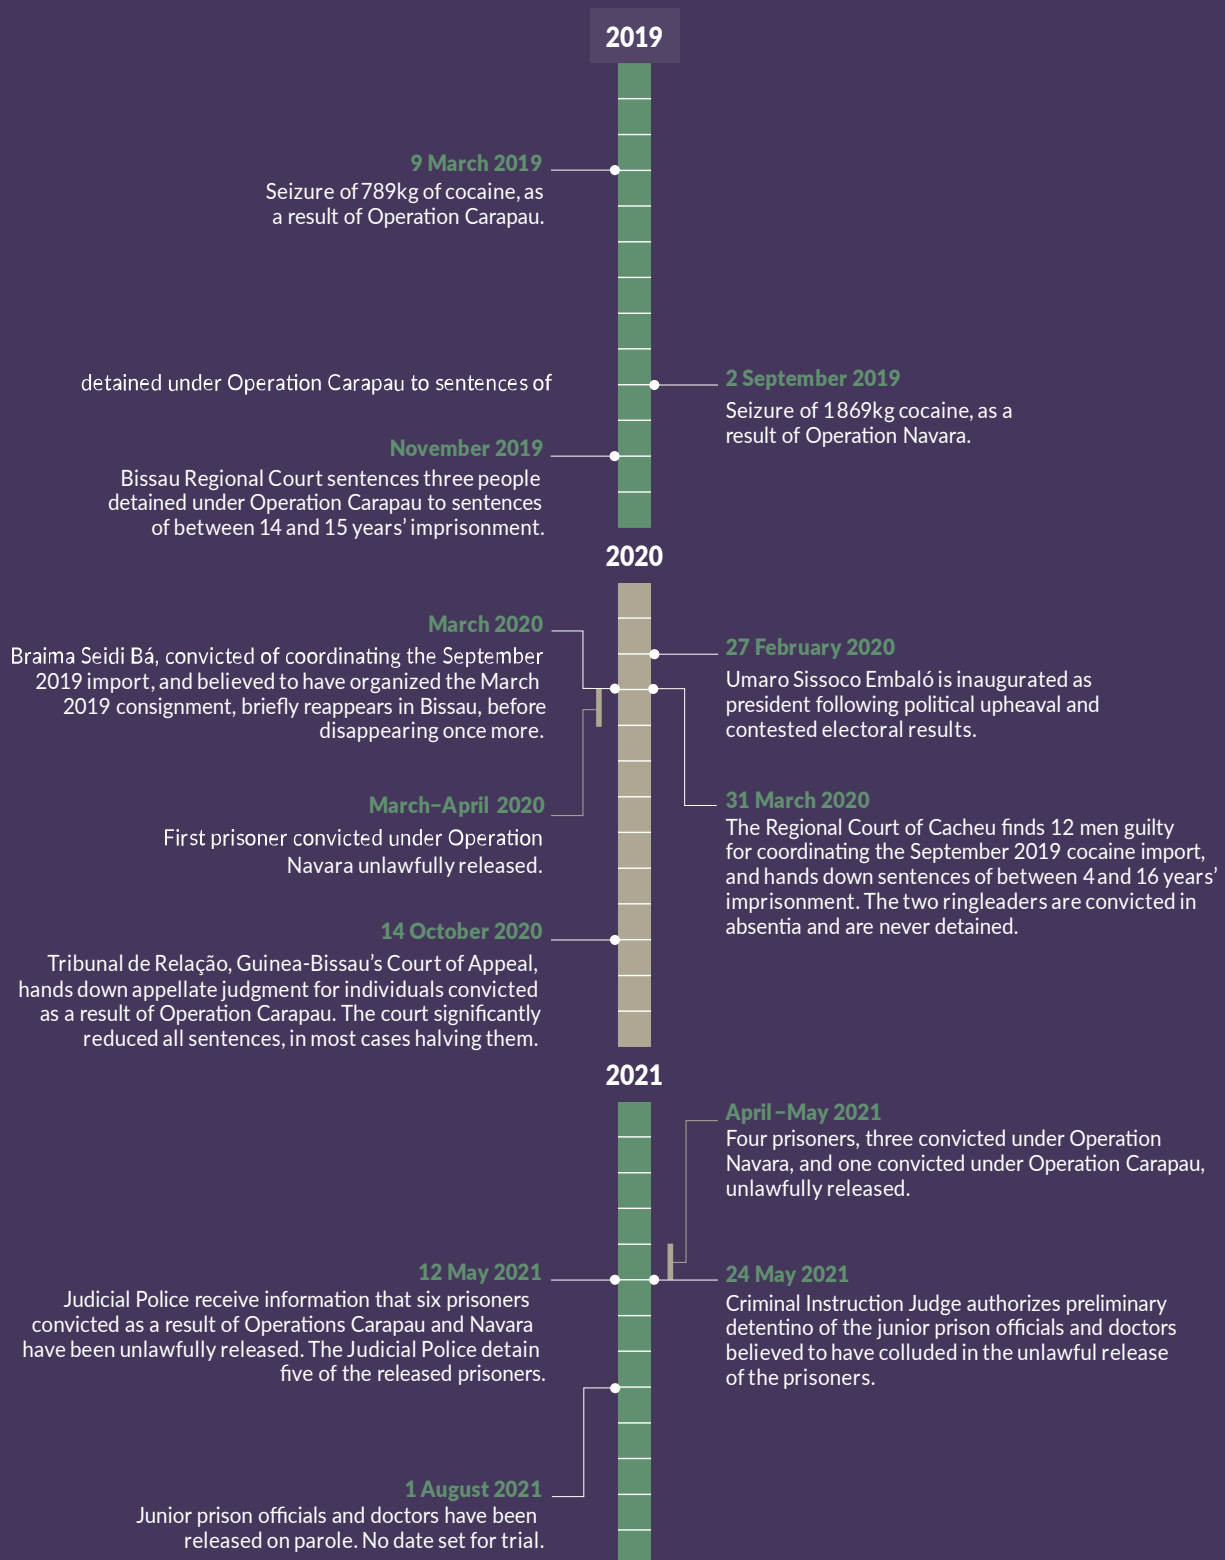 2019
9 March 2019
Seizure of 789kg of cocaine, as
a result of Operation Carapau.
detained under Operation Carapau to sentences of
2 September 2019
Seizure of 1869kg cocaine, as a
result of Operation Navara.
November 2019
Bissau Regional Court sentences three people
detained under Operation Carapau to sentences
of between 14 and 15 years' imprisonment.
2020
March 2020
Braima Seidi Bá, convicted of coordinating the September
2019 import, and believed to have organized the March
2019 consignment, briefly reappears in Bissau, before
disappearing once more.
27 February 2020
Umaro Sissoco Embaló is inaugurated as
president following political upheaval and
contested electoral results.
March–April 2020
First prisoner convicted under Operation
Navara unlawfully released.
31 March 2020
The Regional Court of Cacheu finds 12 men guilty
for coordinating the September 2019 cocaine import,
and hands down sentences of between 4 and 16 years'
imprisonment. The two ringleaders are convicted in
absentia and are never detained.
14 October 2020
Tribunal de Relação, Guinea-Bissau's Court of Appeal,
hands down appellate judgment for individuals convicted
as a result of Operation Carapau. The court significantly
reduced all sentences, in most cases halving them.
2021
April–May 2021
Four prisoners, three convicted under Operation
Navara, and one convicted under Operation Carapau,
unlawfully released.
12 May 2021
Judicial Police receive information that six prisoners
convicted as a result of Operations Carapau and Navara
have been unlawfully released. The Judicial Police detain
five of the released prisoners.
24 May 2021
Criminal Instruction Judge authorizes preliminary
detentino of the junior prison officials and doctors
believed to have colluded in the unlawful release
of the prisoners.
1 August 2021
Junior prison officials and doctors have been
released on parole. No date set for trial.